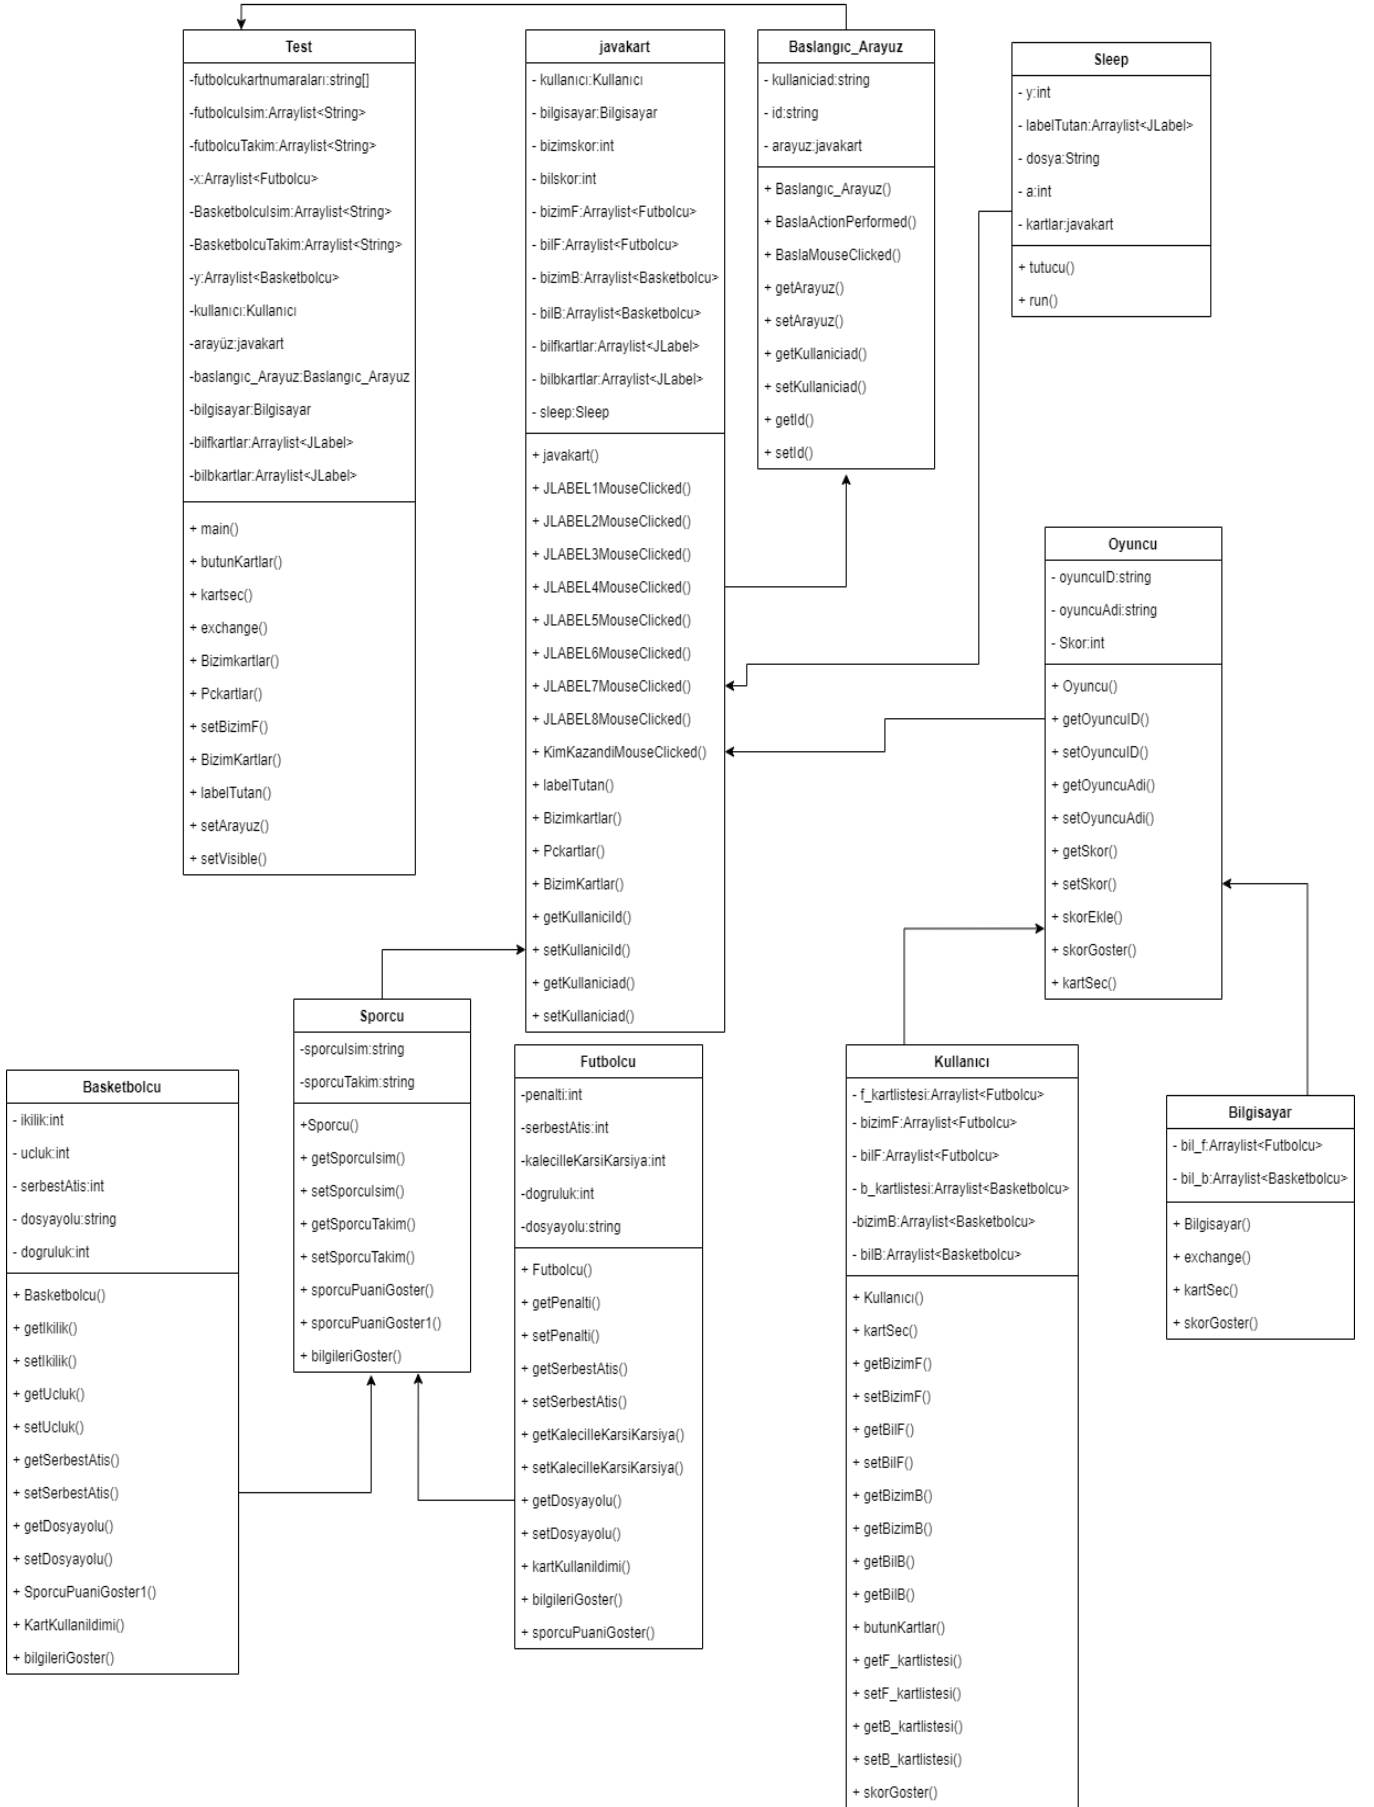 Test
-futbolcukartnumaraları:string[]
-futbolcuIsim:Arraylist<String>
-futbolcuTakim:Arraylist<String>
-x:Arraylist<Futbolcu>
-BasketbolcuIsim:Arraylist<String>
-BasketbolcuTakim:Arraylist<String>
-y:Arraylist<Basketbolcu>
-kullanıcı:Kullanıcı
-arayüz:javakart
-baslangıc_Arayuz:Baslangıc_Arayuz
-bilgisayar:Bilgisayar
-bilfkartlar:Arraylist<JLabel>
-bilbkartlar:Arraylist<JLabel>
+ main()
+ butunKartlar()
+ kartsec()
+ exchange()
+ Bizimkartlar()
+ Pckartlar()
+ setBizimF()
+ BizimKartlar()
+ labelTutan()
+ setArayuz()
+ setVisible()
javakart
- kullanıcı:Kullanıcı
- bilgisayar:Bilgisayar
- bizimskor:int
- bilskor:int
- bizimF:Arraylist<Futbolcu>
- bilF:Arraylist<Futbolcu>
- bizimB:Arraylist<Basketbolcu>
- bilB:Arraylist<Basketbolcu>
- bilfkartlar:Arraylist<JLabel>
- bilbkartlar:Arraylist<JLabel>
- sleep:Sleep
+ javakart()
+ JLABEL1MouseClicked()
+ JLABEL2MouseClicked()
+ JLABEL3MouseClicked()
+ JLABEL4MouseClicked()
+ JLABEL5MouseClicked()
+ JLABEL6MouseClicked()
+ JLABEL7MouseClicked()
+ JLABEL8MouseClicked()
+ KimKazandiMouseClicked()
+ labelTutan()
+ Bizimkartlar()
+ Pckartlar()
+ BizimKartlar()
+ getKullaniciId()
+ setKullaniciId()
+ getKullaniciad()
+ setKullaniciad()
Baslangıc_Arayuz
- kullaniciad:string
- id:string
- arayuz:javakart
+ Baslangıc_Arayuz()
+ BaslaActionPerformed()
+ BaslaMouseClicked()
+ getArayuz()
+ setArayuz()
+ getKullaniciad()
+ setKullaniciad()
+ getId()
+ setId()
Sleep
- y:int
- labelTutan:Arraylist<JLabel>
- dosya:String
- a:int
- kartlar:javakart
+ tutucu()
+ run()
Oyuncu
- oyuncuID:string
- oyuncuAdi:string
- Skor:int
+ Oyuncu()
+ getOyuncuID()
+ setOyuncuID()
+ getOyuncuAdi()
+ setOyuncuAdi()
+ getSkor()
+ setSkor()
+ skorEkle()
+ skorGoster()
+ kartSec()
Sporcu
-sporcuIsim:string
-sporcuTakim:string
+Sporcu()
+ getSporcuIsim()
+ setSporcuIsim()
+ getSporcuTakim()
+ setSporcuTakim()
+ sporcuPuaniGoster()
+ sporcuPuaniGoster1()
+ bilgileriGoster()
Basketbolcu
- ikilik:int
- ucluk:int
- serbestAtis:int
- dosyayolu:string
- dogruluk:int
+ Basketbolcu()
+ getIkilik()
+ setIkilik()
+ getUcluk()
+ setUcluk()
+ getSerbestAtis()
+ setSerbestAtis()
+ getDosyayolu()
+ setDosyayolu()
+ SporcuPuaniGoster1()
+ KartKullanildimi()
+ bilgileriGoster()
Futbolcu
-penalti:int
-serbestAtis:int
-kalecilleKarsiKarsiya:int
-dogruluk:int
-dosyayolu:string
+ Futbolcu()
+ getPenalti()
+ setPenalti()
+ getSerbestAtis()
+ setSerbestAtis()
+ getKalecilleKarsiKarsiya()
+ setKalecilleKarsiKarsiya()
+ getDosyayolu()
+ setDosyayolu()
+ kartKullanildimi()
+ bilgileriGoster()
+ sporcuPuaniGoster()
Kullanıcı
- f_kartlistesi:Arraylist<Futbolcu>
- bizimF:Arraylist<Futbolcu>
- bilF:Arraylist<Futbolcu>
- b_kartlistesi:Arraylist<Basketbolcu>
-bizimB:Arraylist<Basketbolcu>
- bilB:Arraylist<Basketbolcu>
+ Kullanıcı()
+ kartSec()
+ getBizimF()
+ setBizimF()
+ getBilF()
+ setBilF()
+ getBizimB()
+ getBizimB()
+ getBilB()
+ getBilB()
+ butunKartlar()
+ getF_kartlistesi()
+ setF_kartlistesi()
+ getB_kartlistesi()
+ setB_kartlistesi()
+ skorGoster()
Bilgisayar
- bil_f:Arraylist<Futbolcu>
- bil_b:Arraylist<Basketbolcu>
+ Bilgisayar()
+ exchange()
+ kartSec()
+ skorGoster()